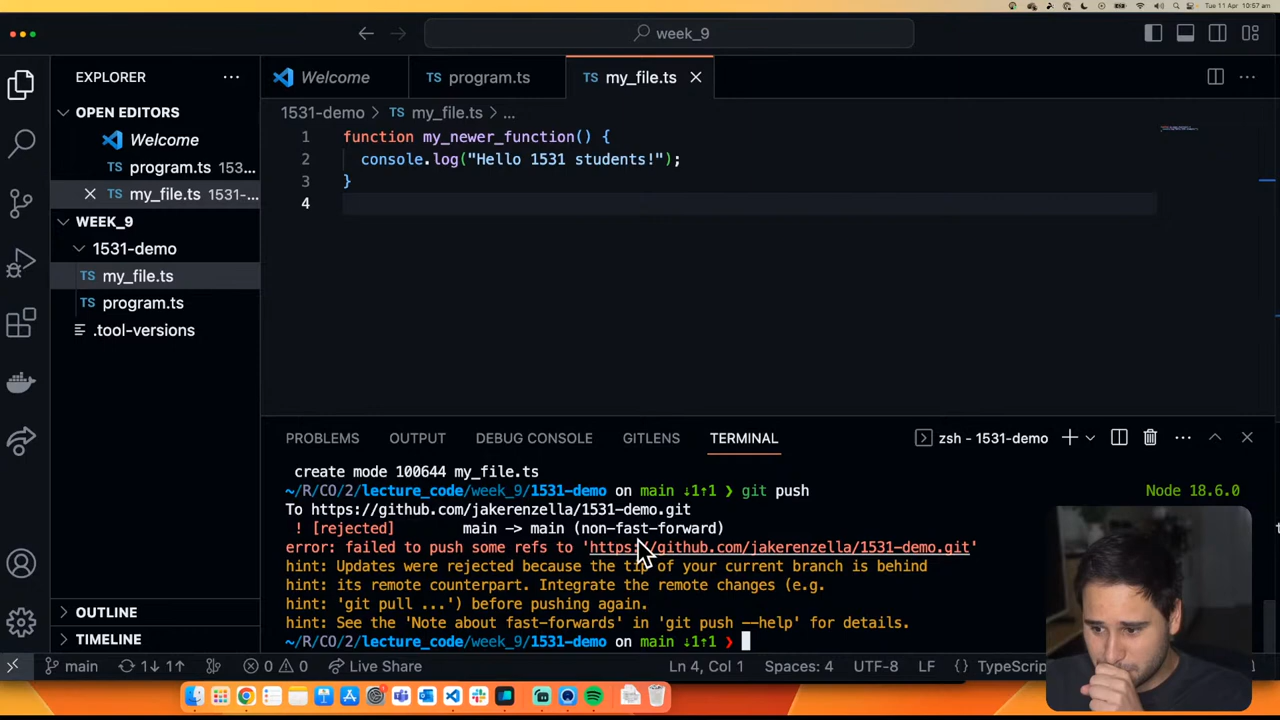 Tue 11 Apr 10:57 am
week_9
EXPLORER
Welcome
program.ts
my_file.ts
OPEN EDITORS
Welcome
program.ts 153...
my_file.ts 1531-...
WEEK_9
1531-demo
my_file.ts
program.ts
.tool-versions
OUTLINE
TIMELINE
1531-demo > TS my_file.ts > ...
1 function my_newer_function() {
2 console.log("Hello 1531 students!");
3 }
4
PROBLEMS OUTPUT DEBUG CONSOLE GITLENS TERMINAL zsh - 1531-demo
create mode 100644 my_file.ts
~/R/CO/2/lecture_code/week_9/1531-demo on main ↓1↑1 ❯ git push Node 18.6.0
To https://github.com/jakerenzella/1531-demo.git
! [rejected] main -> main (non-fast-forward)
error: failed to push some refs to 'https://github.com/jakerenzella/1531-demo.git'
hint: Updates were rejected because the tip of your current branch is behind
hint: its remote counterpart. Integrate the remote changes (e.g.
hint: 'git pull ...') before pushing again.
hint: See the 'Note about fast-forwards' in 'git push --help' for details.
~/R/CO/2/lecture_code/week_9/1531-demo on main ↓1↑1 ❯
main 1↓ 1↑ 0 0 Live Share Ln 4, Col 1 Spaces: 4 UTF-8 LF {} TypeScript